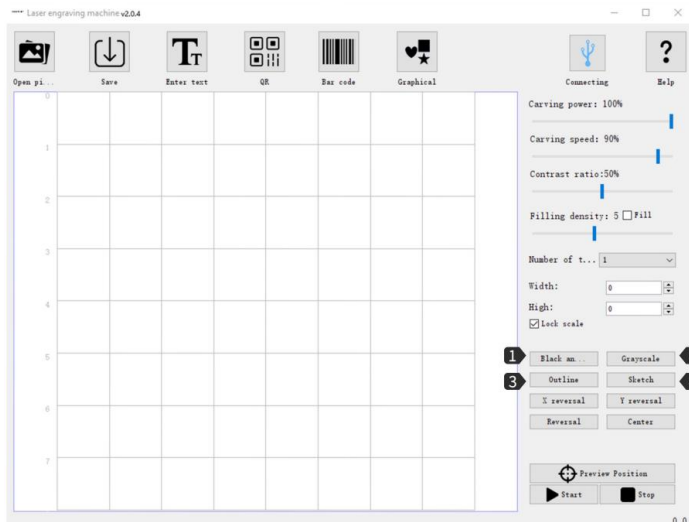 Laser engraving machine v2.0.4
Open pi... Save Enter text QR Bar code Graphical Connecting Help
0
1
2
3
4
5
6
7
Carving power: 100%
Carving speed: 90%
Contrast ratio:50%
Filling density: 5 Fill
Number of t... 1
Width: 0
High: 0
Lock scale
1 Black an... Grayscale
3 Outline Sketch
X reversal Y reversal
Reversal Center
Preview Position
Start Stop